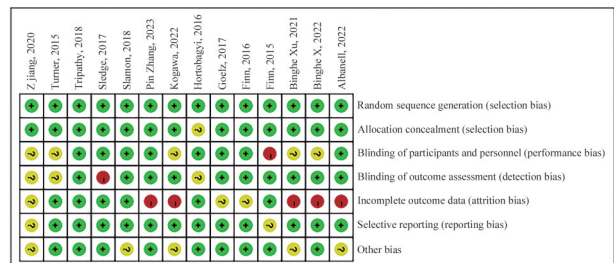 Z jiang, 2020
Turner, 2015
Tripathy, 2018
Sledge, 2017
Slamon, 2018
Pin Zhang, 2023
Kogawa, 2022
Hortobagyi, 2016
Goelz, 2017
Finn, 2016
Finn, 2015
Binghe Xu, 2021
Binghe X, 2022
Albanell, 2022
+ + + + + + + + + + + + + + Random sequence generation (selection bias)
+ + + + + + + ? + + + + + + Allocation concealment (selection bias)
? ? + + + + ? + + + - ? ? + Blinding of participants and personnel (performance bias)
? ? + - + + + ? + + + + + + Blinding of outcome assessment (detection bias)
? + + + + - - + ? ? + - - - Incomplete outcome data (attrition bias)
? + + + + + + + + + ? + + + Selective reporting (reporting bias)
? + + + ? + ? + + + + ? + ? Other bias